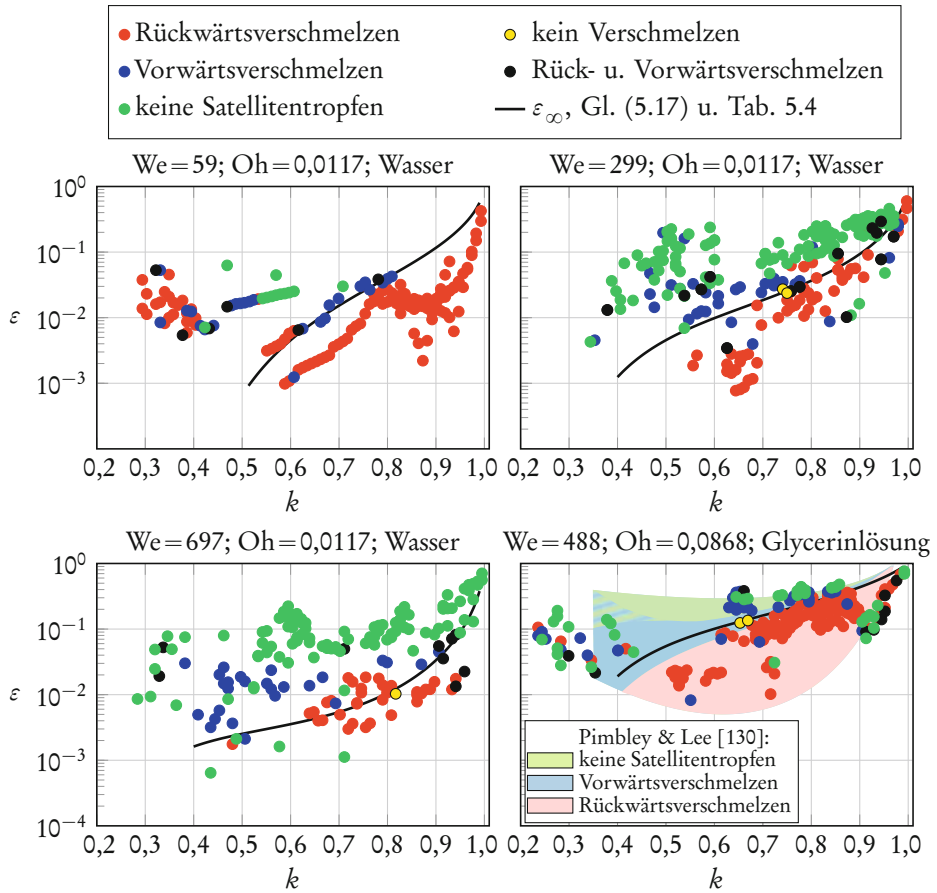 Rückwärtsverschmelzen
Vorwärtsverschmelzen
keine Satellitentropfen
kein Verschmelzen
Rück- u. Vorwärtsverschmelzen
ε∞, Gl. (5.17) u. Tab. 5.4
We=59; Oh=0,0117; Wasser
10⁰
10⁻¹
10⁻²
10⁻³
ε
0,2 0,3 0,4 0,5 0,6 0,7 0,8 0,9 1,0
k
We=299; Oh=0,0117; Wasser
0,2 0,3 0,4 0,5 0,6 0,7 0,8 0,9 1,0
k
We=697; Oh=0,0117; Wasser
10⁰
10⁻¹
10⁻²
10⁻³
10⁻⁴
ε
0,2 0,3 0,4 0,5 0,6 0,7 0,8 0,9 1,0
k
We=488; Oh=0,0868; Glycerinlösung
Pimbley & Lee [130]:
keine Satellitentropfen
Vorwärtsverschmelzen
Rückwärtsverschmelzen
0,2 0,3 0,4 0,5 0,6 0,7 0,8 0,9 1,0
k